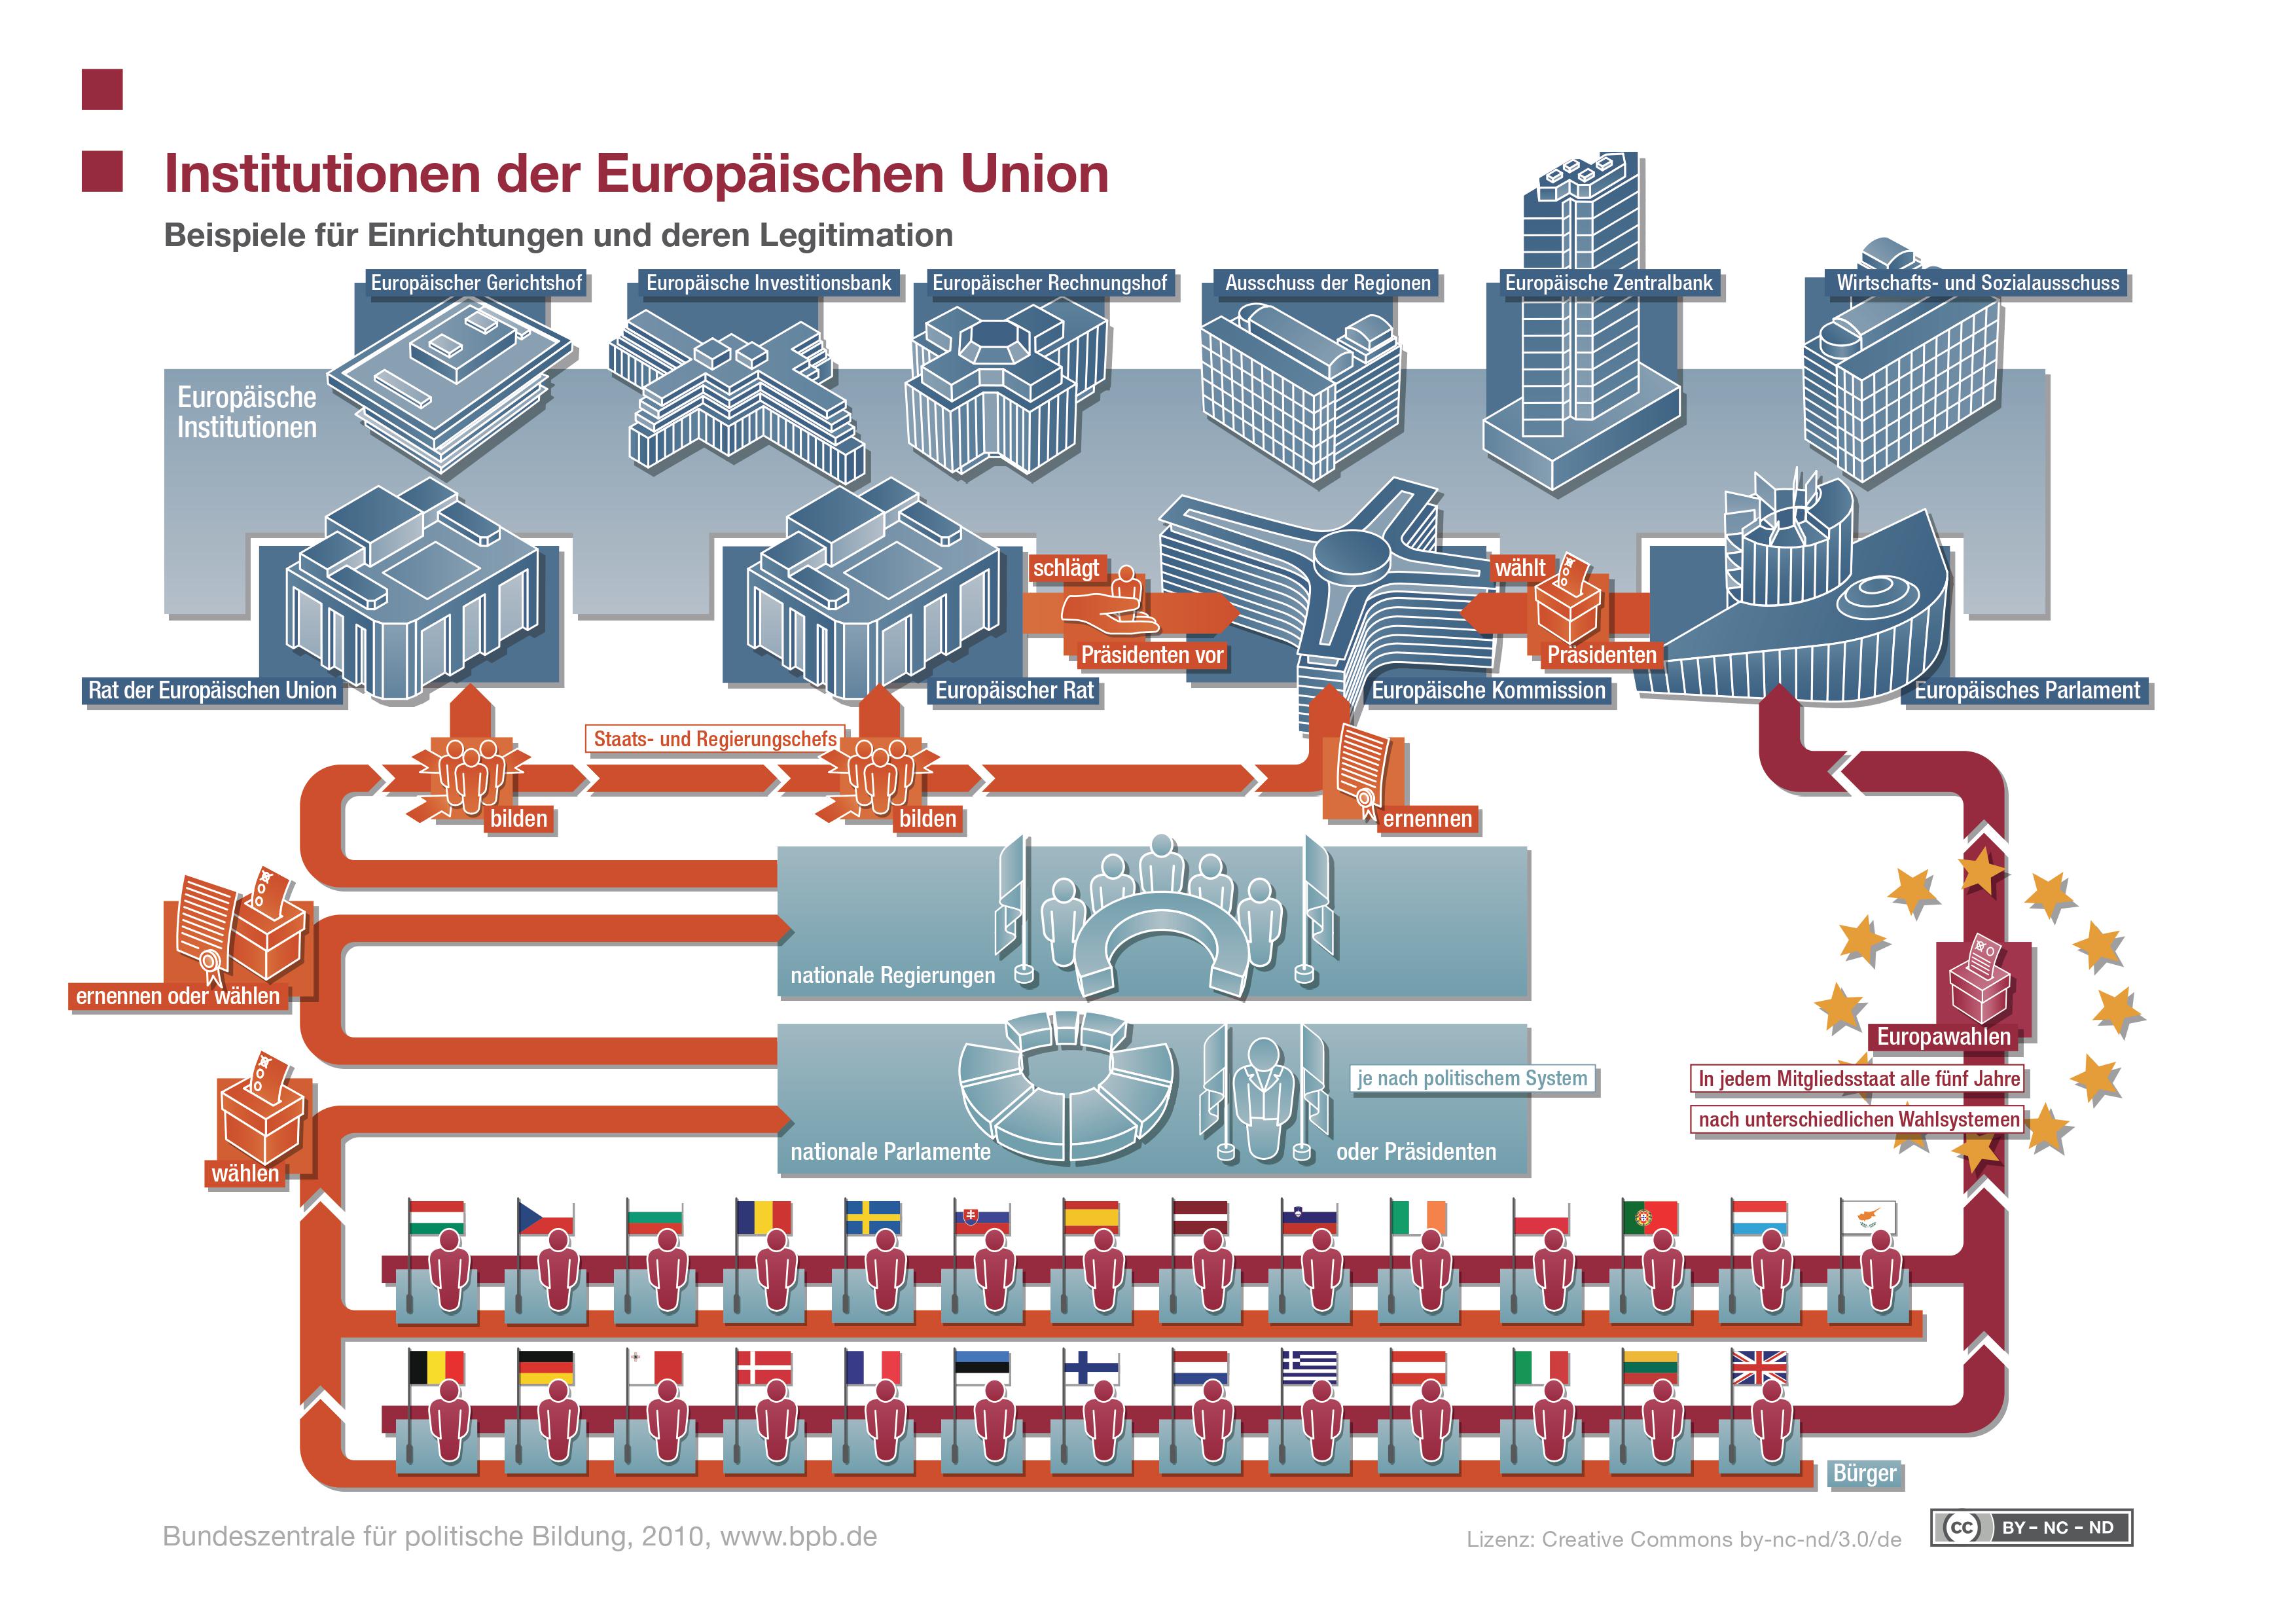 Institutionen der Europäischen Union
Beispiele für Einrichtungen und deren Legitimation
Europäischer Gerichtshof
Europäische Investitionsbank
Europäischer Rechnungshof
Ausschuss der Regionen
Europäische Zentralbank
Wirtschafts- und Sozialausschuss
Europäische
Institutionen
schlägt
Präsidenten vor
wählt
Präsidenten
Rat der Europäischen Union
Europäischer Rat
Europäische Kommission
Europäisches Parlament
Staats- und Regierungschefs
bilden
bilden
ernennen
nationale Regierungen
ernennen oder wählen
Europawahlen
In jedem Mitgliedsstaat alle fünf Jahre
nach unterschiedlichen Wahlsystemen
je nach politischem System
nationale Parlamente
oder Präsidenten
wählen
Bürger
Bundeszentrale für politische Bildung, 2010, www.bpb.de
Lizenz: Creative Commons by-nc-nd/3.0/de
cc BY - NC - ND